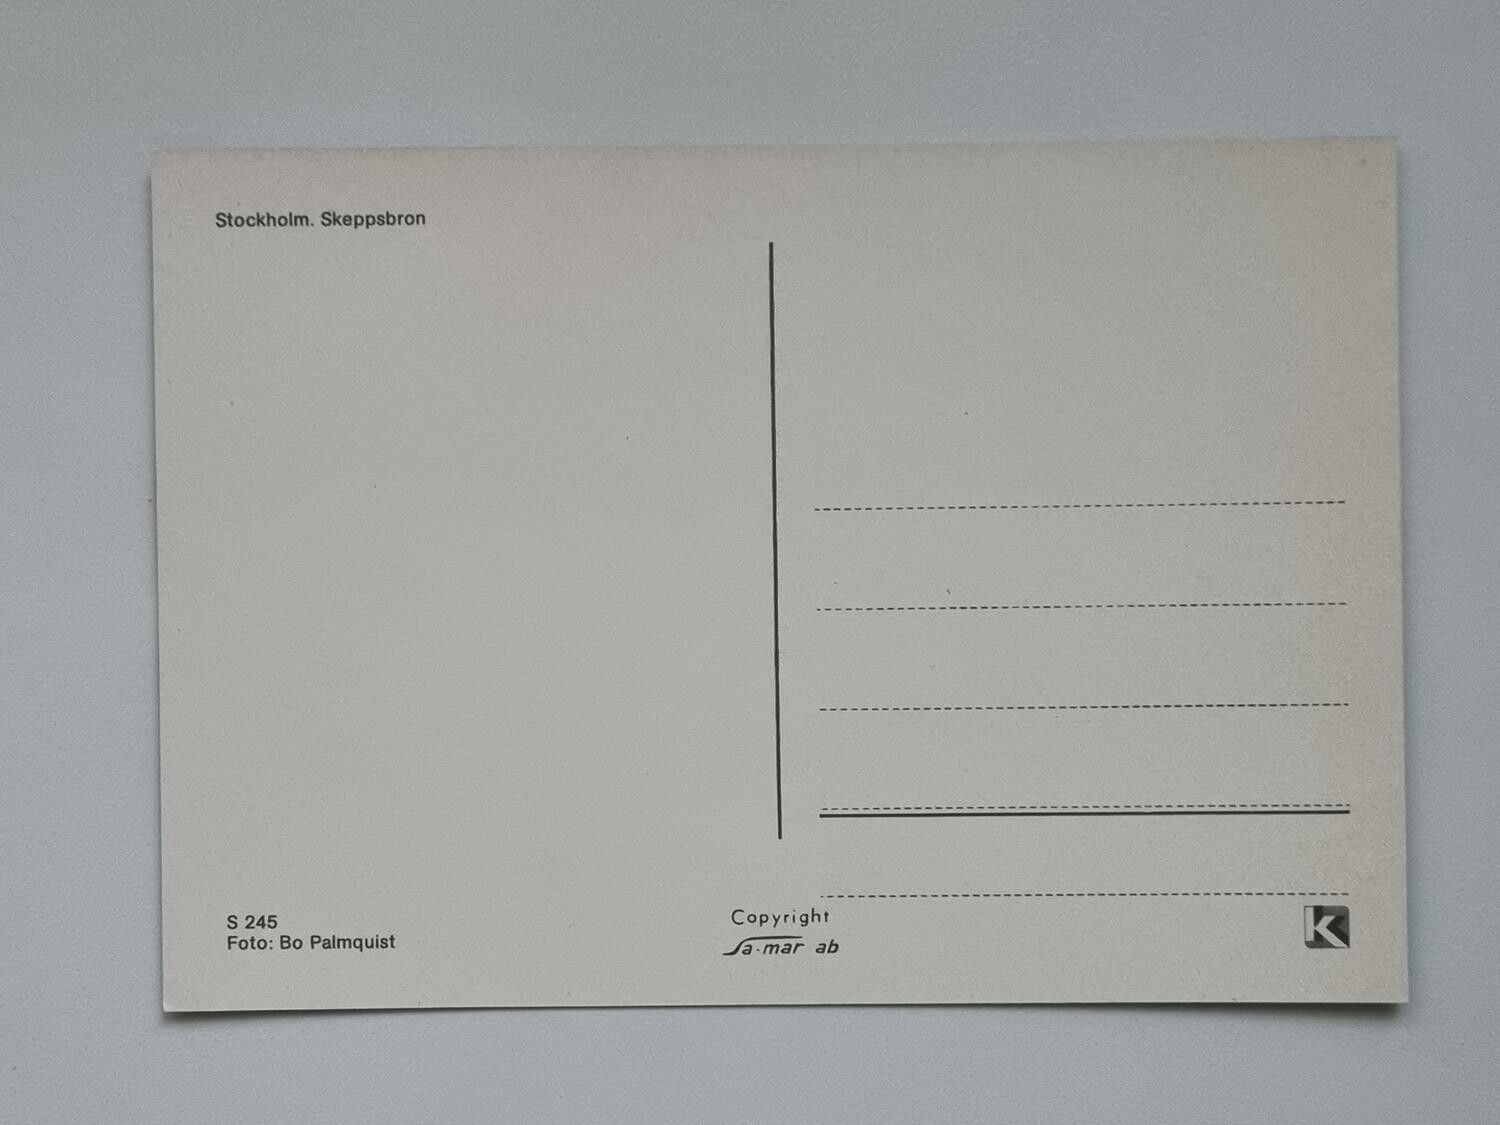 Stockholm. Skeppsbron
S 245
Foto: Bo Palmquist
Copyright
Sa-mar ab
K